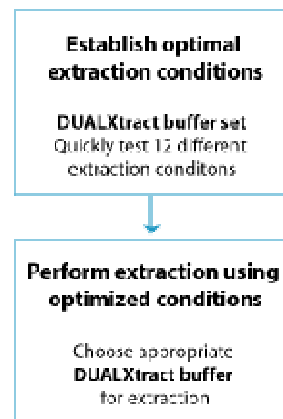 Establish optimal
extraction conditions
DUALXtract buffer set
Quickly test 12 different
extraction conditons
Perform extraction using
optimized conditions
Choose appropriate
DUALXtract buffer
for extraction